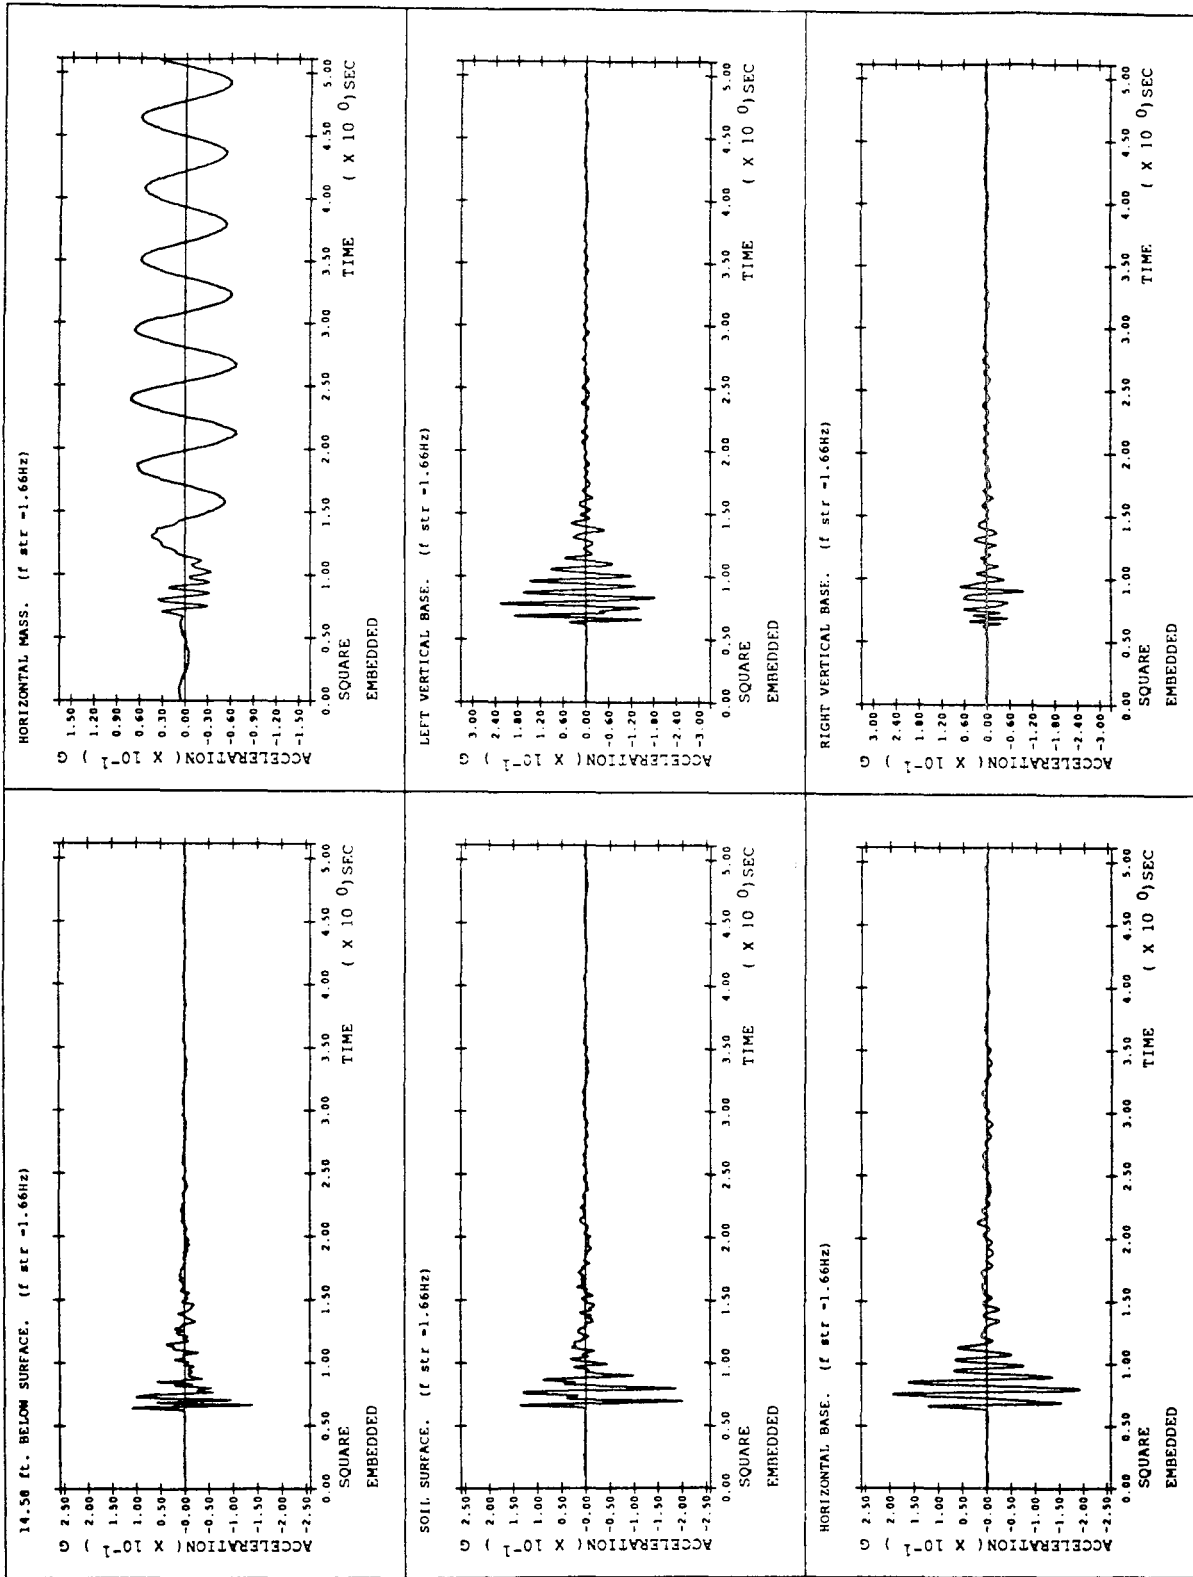 14.58 ft. BELOW SURFACE. (f str =1.66Hz)
ACCELERATION ( X 10⁻¹ ) G
2.50
2.00
1.50
1.00
0.50
-0.00
-0.50
-1.00
-1.50
-2.00
-2.50
0.00 0.50 1.00 1.50 2.00 2.50 3.00 3.50 4.00 4.50 5.00
SQUARE TIME ( X 10 0) SEC
EMBEDDED
HORIZONTAL MASS. (f str =1.66Hz)
ACCELERATION ( X 10⁻¹ ) G
1.50
1.20
0.90
0.60
0.30
0.00
-0.30
-0.60
-0.90
-1.20
-1.50
0.00 0.50 1.00 1.50 2.00 2.50 3.00 3.50 4.00 4.50 5.00
SQUARE TIME ( X 10 0) SEC
EMBEDDED
SOIL SURFACE. (f str =1.66Hz)
ACCELERATION ( X 10⁻¹ ) G
2.50
2.00
1.50
1.00
0.50
-0.00
-0.50
-1.00
-1.50
-2.00
-2.50
0.00 0.50 1.00 1.50 2.00 2.50 3.00 3.50 4.00 4.50 5.00
SQUARE TIME ( X 10 0) SEC
EMBEDDED
LEFT VERTICAL BASE. (f str =1.66Hz)
ACCELERATION ( X 10⁻¹ ) G
3.00
2.40
1.80
1.20
0.60
0.00
-0.60
-1.20
-1.80
-2.40
-3.00
0.00 0.50 1.00 1.50 2.00 2.50 3.00 3.50 4.00 4.50 5.00
SQUARE TIME ( X 10 0) SEC
EMBEDDED
HORIZONTAL BASE. (f str =1.66Hz)
ACCELERATION ( X 10⁻¹ ) G
2.50
2.00
1.50
1.00
0.50
-0.00
-0.50
-1.00
-1.50
-2.00
-2.50
0.00 0.50 1.00 1.50 2.00 2.50 3.00 3.50 4.00 4.50 5.00
SQUARE TIME ( X 10 0) SEC
EMBEDDED
RIGHT VERTICAL BASE. (f str =1.66Hz)
ACCELERATION ( X 10⁻¹ ) G
3.00
2.40
1.80
1.20
0.60
0.00
-0.60
-1.20
-1.80
-2.40
-3.00
0.00 0.50 1.00 1.50 2.00 2.50 3.00 3.50 4.00 4.50 5.00
SQUARE TIME ( X 10 0) SEC
EMBEDDED